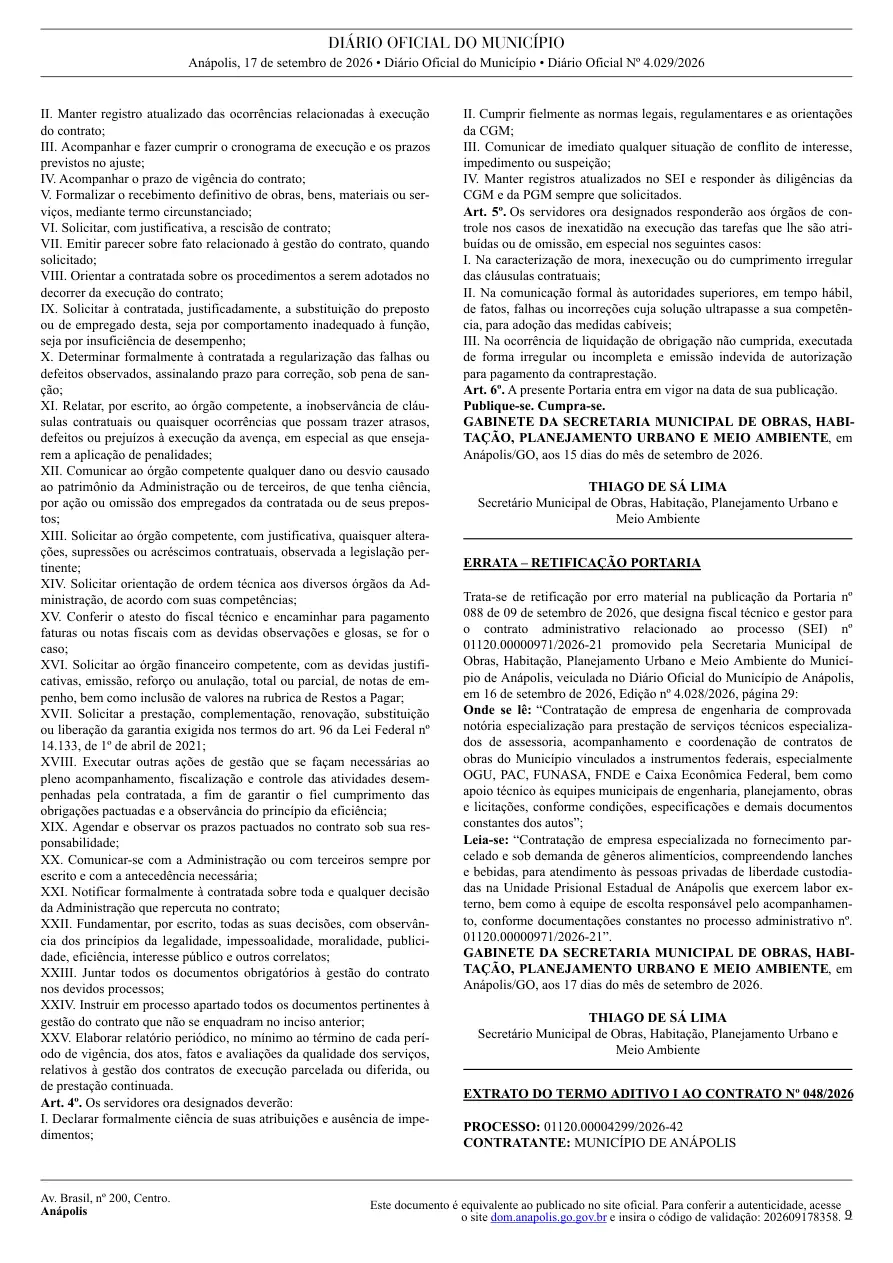 DIÁRIO OFICIAL DO MUNICÍPIO
Anápolis, 17 de setembro de 2026 • Diário Oficial do Município • Diário Oficial Nº 4.029/2026
II. Manter registro atualizado das ocorrências relacionadas à execução
do contrato;
III. Acompanhar e fazer cumprir o cronograma de execução e os prazos
previstos no ajuste;
IV. Acompanhar o prazo de vigência do contrato;
V. Formalizar o recebimento definitivo de obras, bens, materiais ou ser-
viços, mediante termo circunstanciado;
VI. Solicitar, com justificativa, a rescisão de contrato;
VII. Emitir parecer sobre fato relacionado à gestão do contrato, quando
solicitado;
VIII. Orientar a contratada sobre os procedimentos a serem adotados no
decorrer da execução do contrato;
IX. Solicitar à contratada, justificadamente, a substituição do preposto
ou de empregado desta, seja por comportamento inadequado à função,
seja por insuficiência de desempenho;
X. Determinar formalmente à contratada a regularização das falhas ou
defeitos observados, assinalando prazo para correção, sob pena de san-
ção;
XI. Relatar, por escrito, ao órgão competente, a inobservância de cláu-
sulas contratuais ou quaisquer ocorrências que possam trazer atrasos,
defeitos ou prejuízos à execução da avença, em especial as que enseja-
rem a aplicação de penalidades;
XII. Comunicar ao órgão competente qualquer dano ou desvio causado
ao patrimônio da Administração ou de terceiros, de que tenha ciência,
por ação ou omissão dos empregados da contratada ou de seus prepos-
tos;
XIII. Solicitar ao órgão competente, com justificativa, quaisquer altera-
ções, supressões ou acréscimos contratuais, observada a legislação per-
tinente;
XIV. Solicitar orientação de ordem técnica aos diversos órgãos da Ad-
ministração, de acordo com suas competências;
XV. Conferir o atesto do fiscal técnico e encaminhar para pagamento
faturas ou notas fiscais com as devidas observações e glosas, se for o
caso;
XVI. Solicitar ao órgão financeiro competente, com as devidas justifi-
cativas, emissão, reforço ou anulação, total ou parcial, de notas de em-
penho, bem como inclusão de valores na rubrica de Restos a Pagar;
XVII. Solicitar a prestação, complementação, renovação, substituição
ou liberação da garantia exigida nos termos do art. 96 da Lei Federal nº
14.133, de 1º de abril de 2021;
XVIII. Executar outras ações de gestão que se façam necessárias ao
pleno acompanhamento, fiscalização e controle das atividades desem-
penhadas pela contratada, a fim de garantir o fiel cumprimento das
obrigações pactuadas e a observância do princípio da eficiência;
XIX. Agendar e observar os prazos pactuados no contrato sob sua res-
ponsabilidade;
XX. Comunicar-se com a Administração ou com terceiros sempre por
escrito e com a antecedência necessária;
XXI. Notificar formalmente à contratada sobre toda e qualquer decisão
da Administração que repercuta no contrato;
XXII. Fundamentar, por escrito, todas as suas decisões, com observân-
cia dos princípios da legalidade, impessoalidade, moralidade, publici-
dade, eficiência, interesse público e outros correlatos;
XXIII. Juntar todos os documentos obrigatórios à gestão do contrato
nos devidos processos;
XXIV. Instruir em processo apartado todos os documentos pertinentes à
gestão do contrato que não se enquadram no inciso anterior;
XXV. Elaborar relatório periódico, no mínimo ao término de cada perí-
odo de vigência, dos atos, fatos e avaliações da qualidade dos serviços,
relativos à gestão dos contratos de execução parcelada ou diferida, ou
de prestação continuada.
Art. 4º. Os servidores ora designados deverão:
I. Declarar formalmente ciência de suas atribuições e ausência de impe-
dimentos;
II. Cumprir fielmente as normas legais, regulamentares e as orientações
da CGM;
III. Comunicar de imediato qualquer situação de conflito de interesse,
impedimento ou suspeição;
IV. Manter registros atualizados no SEI e responder às diligências da
CGM e da PGM sempre que solicitados.
Art. 5º. Os servidores ora designados responderão aos órgãos de con-
trole nos casos de inexatidão na execução das tarefas que lhe são atri-
buídas ou de omissão, em especial nos seguintes casos:
I. Na caracterização de mora, inexecução ou do cumprimento irregular
das cláusulas contratuais;
II. Na comunicação formal às autoridades superiores, em tempo hábil,
de fatos, falhas ou incorreções cuja solução ultrapasse a sua competên-
cia, para adoção das medidas cabíveis;
III. Na ocorrência de liquidação de obrigação não cumprida, executada
de forma irregular ou incompleta e emissão indevida de autorização
para pagamento da contraprestação.
Art. 6º. A presente Portaria entra em vigor na data de sua publicação.
Publique-se. Cumpra-se.
GABINETE DA SECRETARIA MUNICIPAL DE OBRAS, HABI-
TAÇÃO, PLANEJAMENTO URBANO E MEIO AMBIENTE, em
Anápolis/GO, aos 15 dias do mês de setembro de 2026.
THIAGO DE SÁ LIMA
Secretário Municipal de Obras, Habitação, Planejamento Urbano e
Meio Ambiente
ERRATA – RETIFICAÇÃO PORTARIA
Trata-se de retificação por erro material na publicação da Portaria nº
088 de 09 de setembro de 2026, que designa fiscal técnico e gestor para
o contrato administrativo relacionado ao processo (SEI) nº
01120.00000971/2026-21 promovido pela Secretaria Municipal de
Obras, Habitação, Planejamento Urbano e Meio Ambiente do Municí-
pio de Anápolis, veiculada no Diário Oficial do Município de Anápolis,
em 16 de setembro de 2026, Edição nº 4.028/2026, página 29:
Onde se lê: “Contratação de empresa de engenharia de comprovada
notória especialização para prestação de serviços técnicos especializa-
dos de assessoria, acompanhamento e coordenação de contratos de
obras do Município vinculados a instrumentos federais, especialmente
OGU, PAC, FUNASA, FNDE e Caixa Econômica Federal, bem como
apoio técnico às equipes municipais de engenharia, planejamento, obras
e licitações, conforme condições, especificações e demais documentos
constantes dos autos”;
Leia-se: “Contratação de empresa especializada no fornecimento par-
celado e sob demanda de gêneros alimentícios, compreendendo lanches
e bebidas, para atendimento às pessoas privadas de liberdade custodia-
das na Unidade Prisional Estadual de Anápolis que exercem labor ex-
terno, bem como à equipe de escolta responsável pelo acompanhamen-
to, conforme documentações constantes no processo administrativo nº.
01120.00000971/2026-21”.
GABINETE DA SECRETARIA MUNICIPAL DE OBRAS, HABI-
TAÇÃO, PLANEJAMENTO URBANO E MEIO AMBIENTE, em
Anápolis/GO, aos 17 dias do mês de setembro de 2026.
THIAGO DE SÁ LIMA
Secretário Municipal de Obras, Habitação, Planejamento Urbano e
Meio Ambiente
EXTRATO DO TERMO ADITIVO I AO CONTRATO Nº 048/2026
PROCESSO: 01120.00004299/2026-42
CONTRATANTE: MUNICÍPIO DE ANÁPOLIS
Av. Brasil, nº 200, Centro.
Anápolis
Este documento é equivalente ao publicado no site oficial. Para conferir a autenticidade, acesse
o site dom.anapolis.go.gov.br e insira o código de validação: 202609178358. 9